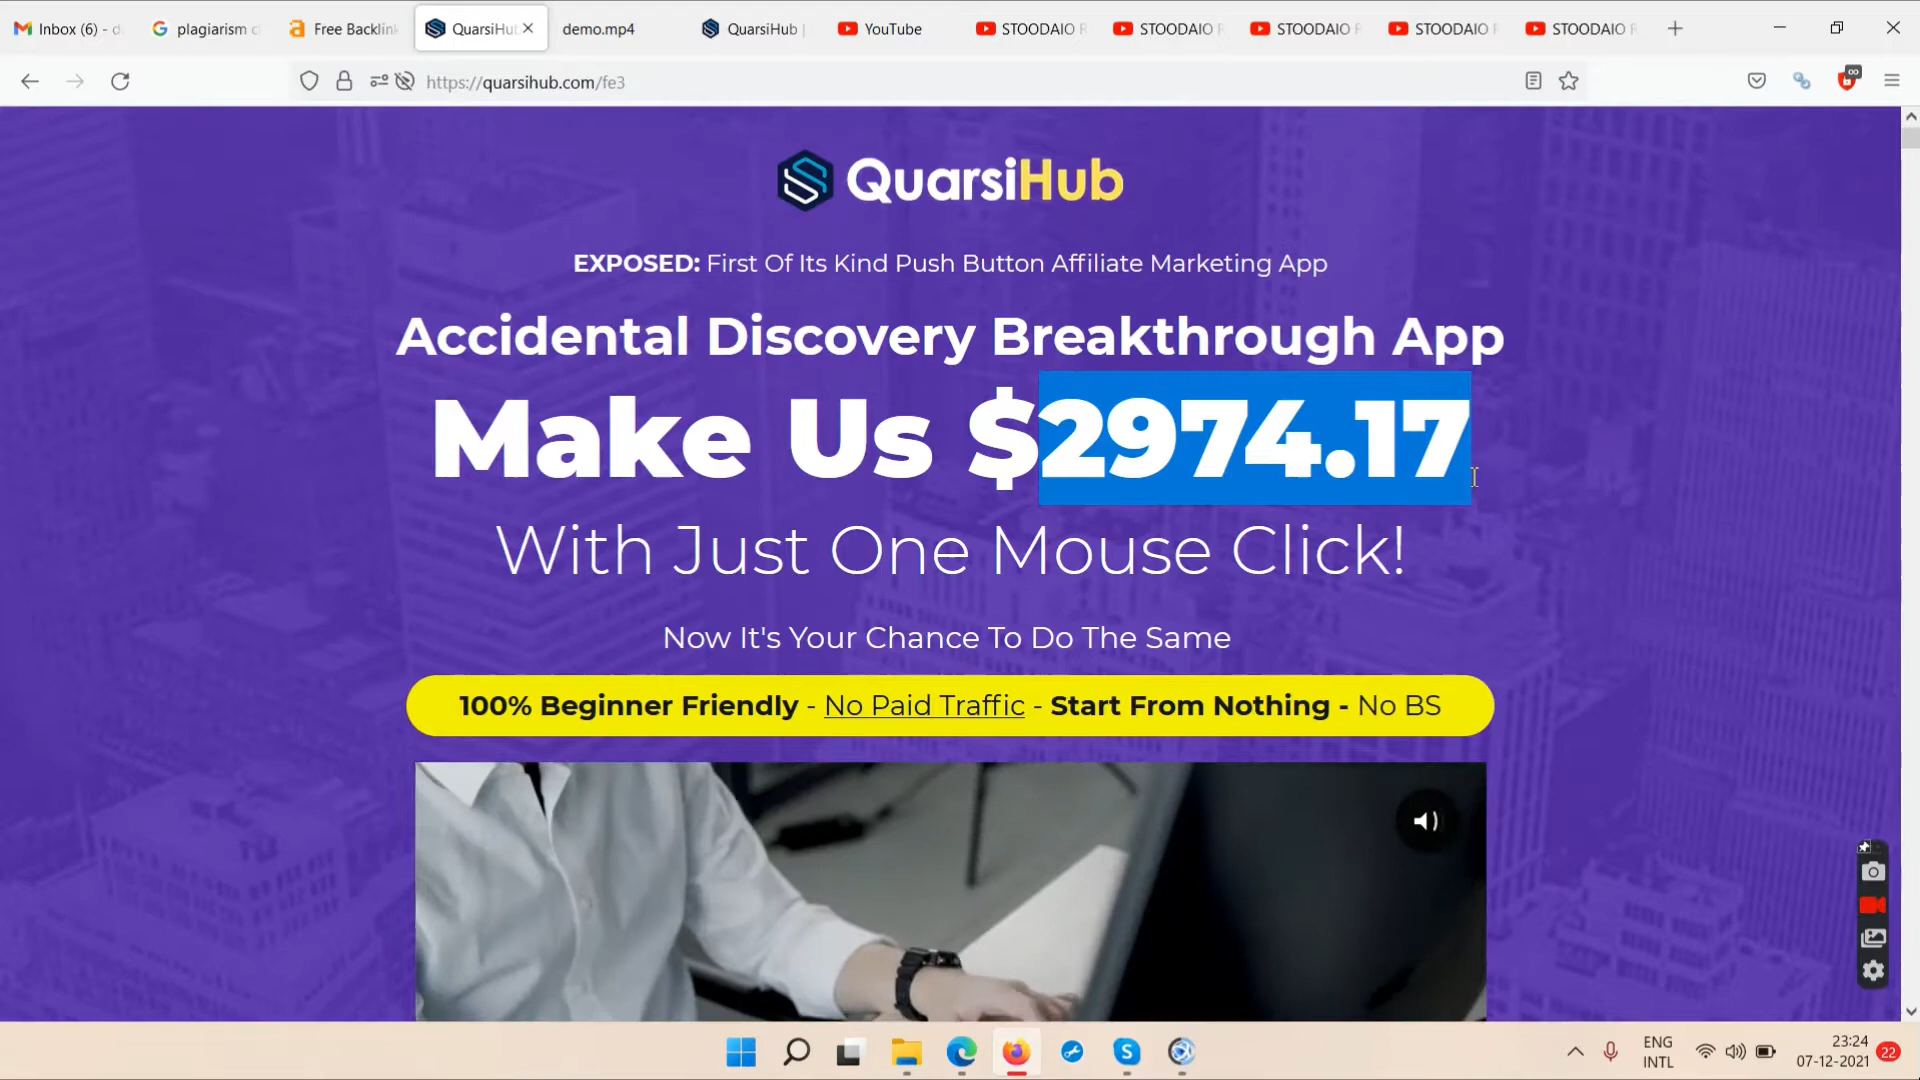 Inbox (6) - d
plagiarism c
Free Backlink
QuarsiHub
demo.mp4
QuarsiHub |
YouTube
STOODAIO R
STOODAIO R
STOODAIO R
STOODAIO R
STOODAIO R
https://quarsihub.com/fe3
QuarsiHub
EXPOSED: First Of Its Kind Push Button Affiliate Marketing App
Accidental Discovery Breakthrough App
Make Us $2974.17
With Just One Mouse Click!
Now It's Your Chance To Do The Same
100% Beginner Friendly - No Paid Traffic - Start From Nothing - No BS
ENG
INTL
23:24
07-12-2021
22